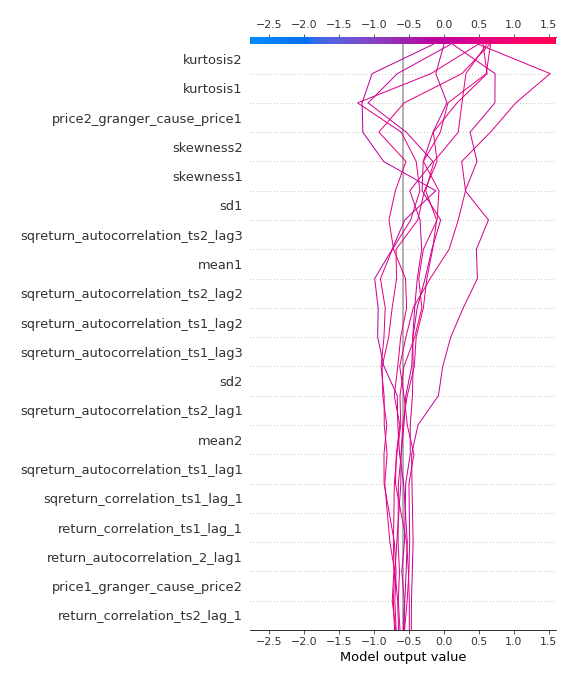 −2.5 −2.0 −1.5 −1.0 −0.5 0.0 0.5 1.0 1.5
kurtosis2
kurtosis1
price2_granger_cause_price1
skewness2
skewness1
sd1
sqreturn_autocorrelation_ts2_lag3
mean1
sqreturn_autocorrelation_ts2_lag2
sqreturn_autocorrelation_ts1_lag2
sqreturn_autocorrelation_ts1_lag3
sd2
sqreturn_autocorrelation_ts2_lag1
mean2
sqreturn_autocorrelation_ts1_lag1
sqreturn_correlation_ts1_lag_1
return_correlation_ts1_lag_1
return_autocorrelation_2_lag1
price1_granger_cause_price2
return_correlation_ts2_lag_1
−2.5 −2.0 −1.5 −1.0 −0.5 0.0 0.5 1.0 1.5
Model output value